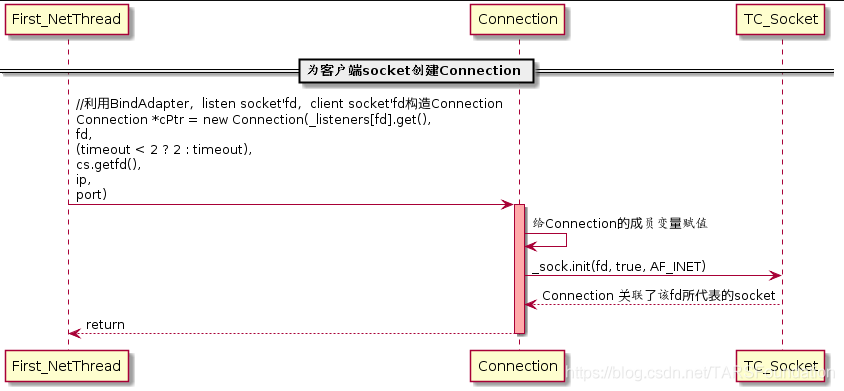 First_NetThread
Connection
TC_Socket
为客户端socket创建Connection
//利用BindAdapter，listen socket'fd，client socket'fd构造Connection
Connection *cPtr = new Connection(_listeners[fd].get(),
fd,
(timeout < 2 ? 2 : timeout),
cs.getfd(),
ip,
port)
给Connection的成员变量赋值
_sock.init(fd, true, AF_INET)
Connection 关联了该fd所代表的socket
return
First_NetThread
Connection
TC_Socket
https://blog.csdn.net/TARSFoundation